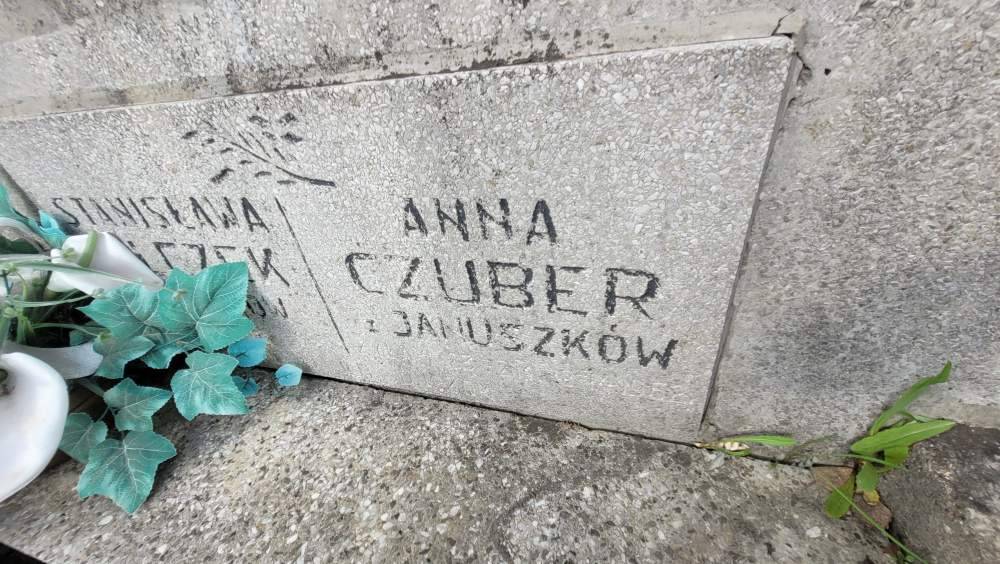 STANISŁAWA
ANNA
CZUBER
z JANUSZKÓW